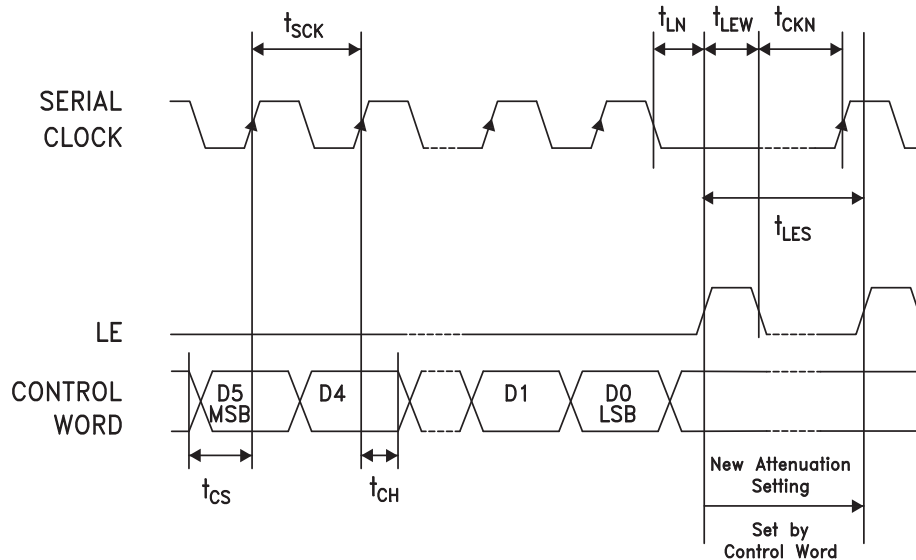 tSCK
tLN
tLEW
tCKN
SERIAL
CLOCK
tLES
LE
CONTROL
WORD
D5
MSB
D4
D1
D0
LSB
tCS
tCH
New Attenuation
Setting
Set by
Control Word